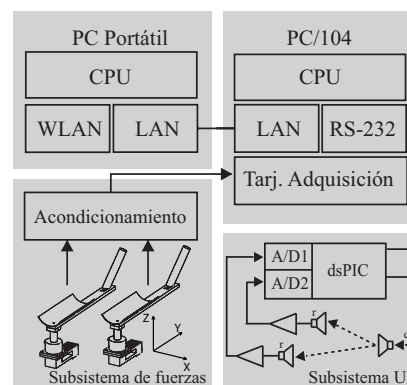 PC Portátil
CPU
WLAN
LAN
PC/104
CPU
LAN
RS-232
Tarj. Adquisición
Acondicionamiento
Z
Y
X
Subsistema de fuerzas
A/D1
A/D2
dsPIC
r
r
e
Subsistema U